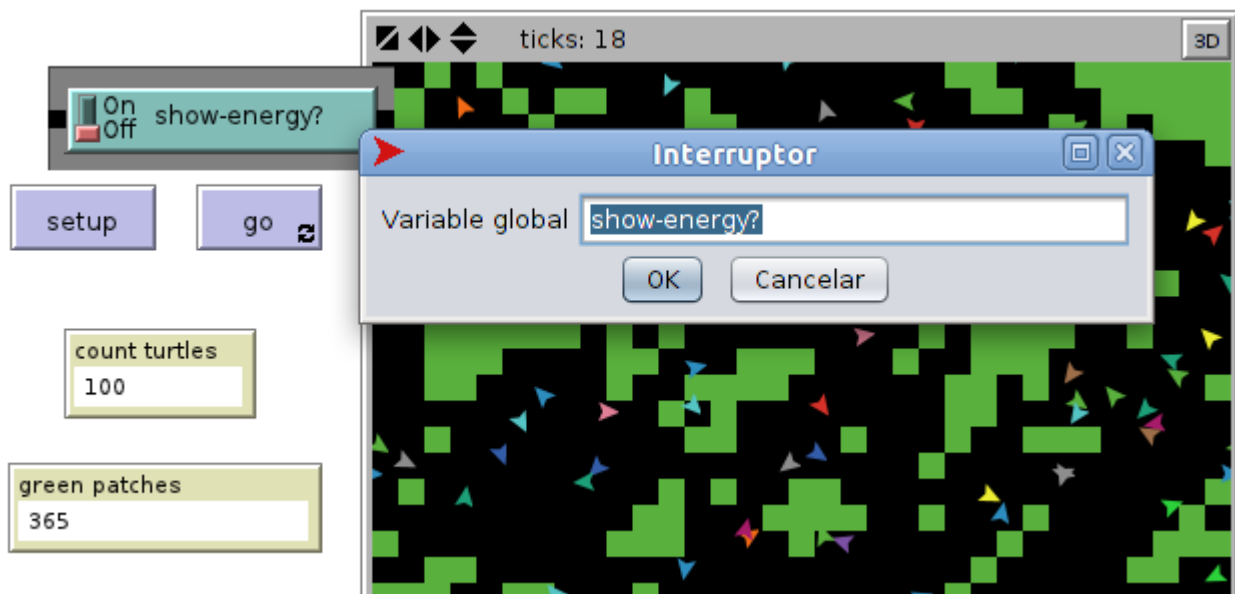 ticks: 18
3D
On
Off
show-energy?
Interruptor
setup
go
Variable global show-energy?
OK
Cancelar
count turtles
100
green patches
365